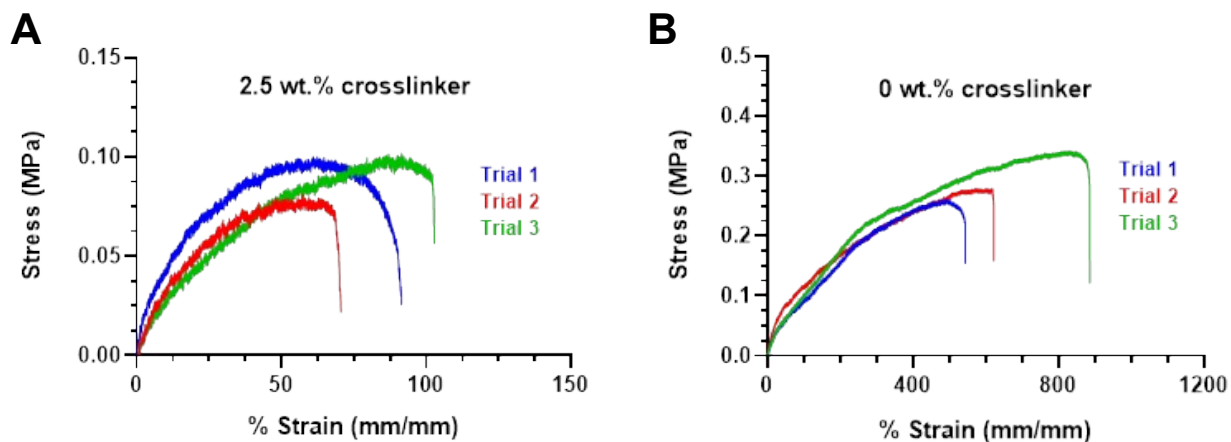 A
2.5 wt.% crosslinker
Stress (MPa)
0.15
0.10
0.05
0.00
Trial 1
Trial 2
Trial 3
0 50 100 150
% Strain (mm/mm)
B
0 wt.% crosslinker
Stress (MPa)
0.5
0.4
0.3
0.2
0.1
0.0
Trial 1
Trial 2
Trial 3
0 400 800 1200
% Strain (mm/mm)